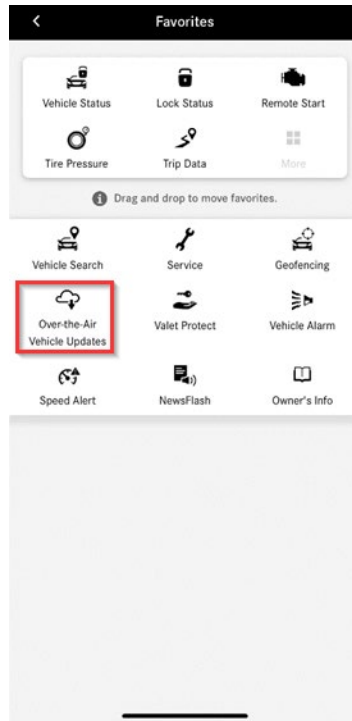 Favorites
Vehicle Status
Lock Status
Remote Start
Tire Pressure
Trip Data
More
Drag and drop to move favorites.
Vehicle Search
Service
Geofencing
Over-the-Air
Vehicle Updates
Valet Protect
Vehicle Alarm
Speed Alert
NewsFlash
Owner's Info